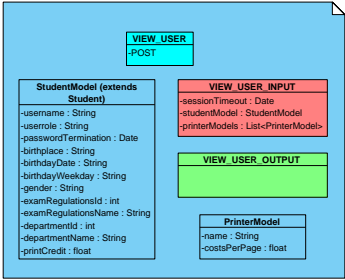 VIEW_USER
-POST
StudentModel (extends
Student)
-username : String
-userrole : String
-passwordTermination : Date
-birthplace : String
-birthdayDate : String
-birthdayWeekday : String
-gender : String
-examRegulationsId : int
-examRegulationsName : String
-departmentId : int
-departmentName : String
-printCredit : float
VIEW_USER_INPUT
-sessionTimeout : Date
-studentModel : StudentModel
-printerModels : List<PrinterModel>
VIEW_USER_OUTPUT
PrinterModel
-name : String
-costsPerPage : float